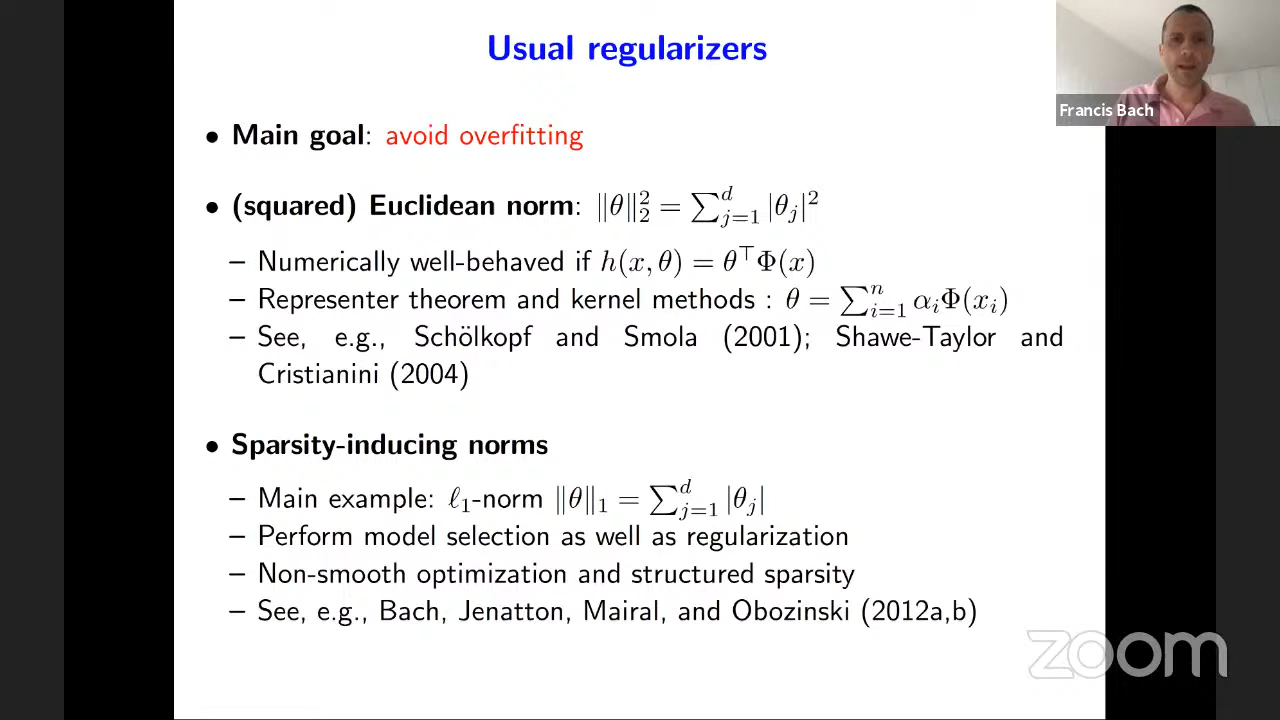 Usual regularizers
Francis Bach
• Main goal: avoid overfitting
• (squared) Euclidean norm: ‖θ‖₂² = ∑ⱼ₌₁ᵈ |θⱼ|²
– Numerically well-behaved if h(x, θ) = θ⊤Φ(x)
– Representer theorem and kernel methods : θ = ∑ᵢ₌₁ⁿ αᵢΦ(xᵢ)
– See, e.g., Schölkopf and Smola (2001); Shawe-Taylor and
Cristianini (2004)
• Sparsity-inducing norms
– Main example: ℓ₁-norm ‖θ‖₁ = ∑ⱼ₌₁ᵈ |θⱼ|
– Perform model selection as well as regularization
– Non-smooth optimization and structured sparsity
– See, e.g., Bach, Jenatton, Mairal, and Obozinski (2012a,b)
zoom